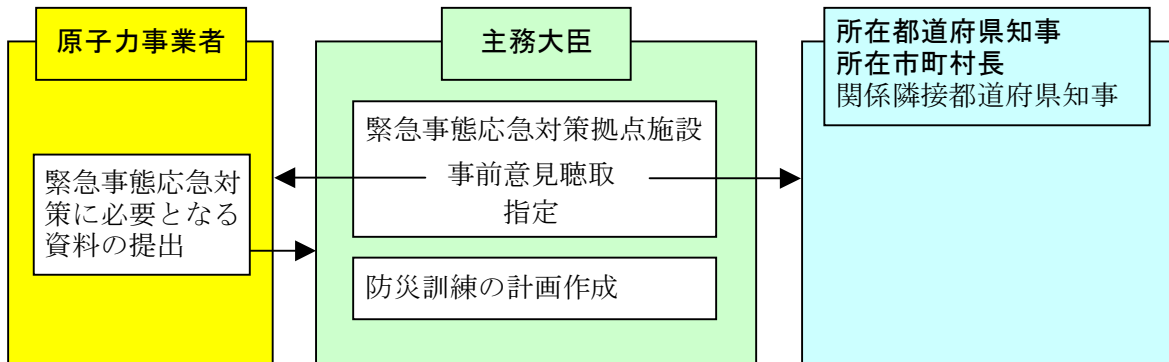 原子力事業者
緊急事態応急対
策に必要となる
資料の提出
主務大臣
緊急事態応急対策拠点施設
事前意見聴取
指定
防災訓練の計画作成
所在都道府県知事
所在市町村長
関係隣接都道府県知事